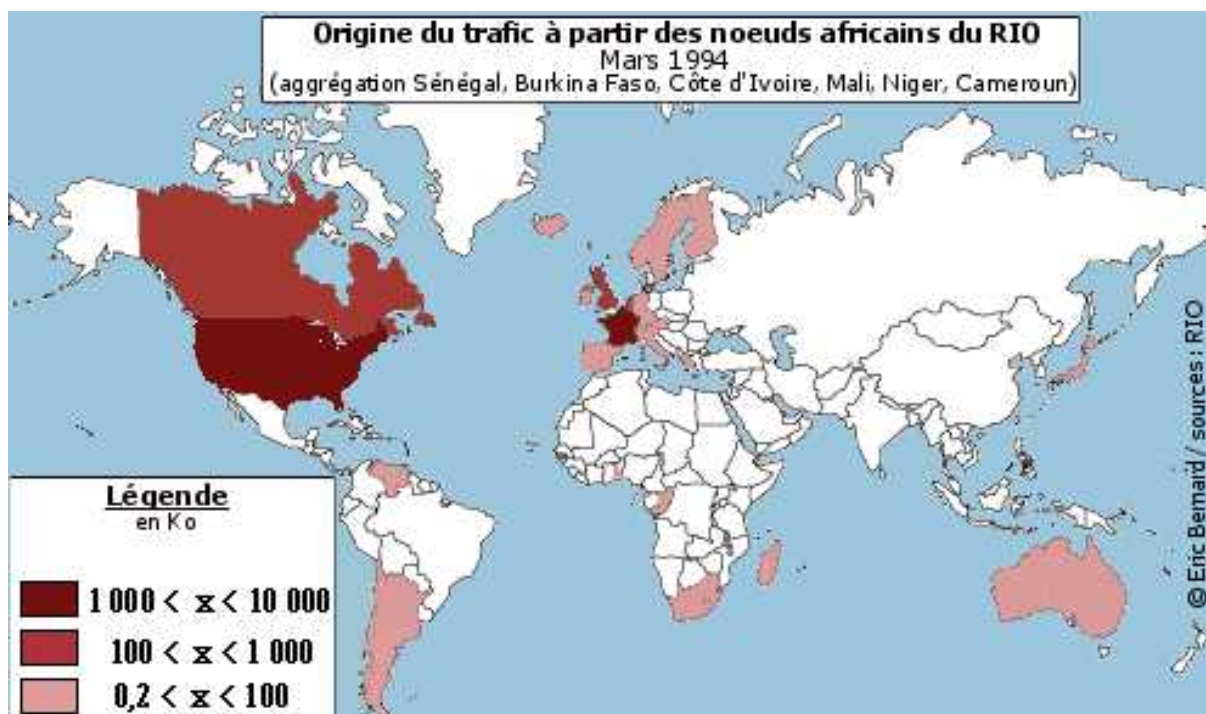 Origine du trafic à partir des noeuds africains du RIO
Mars 1994
(aggrégation Sénégal, Burkina Faso, Côte d'Ivoire, Mali, Niger, Cameroun)
Légende
en Ko
1 000 < x < 10 000
100 < x < 1 000
0,2 < x < 100
© Eric Bernard / sources : RIO